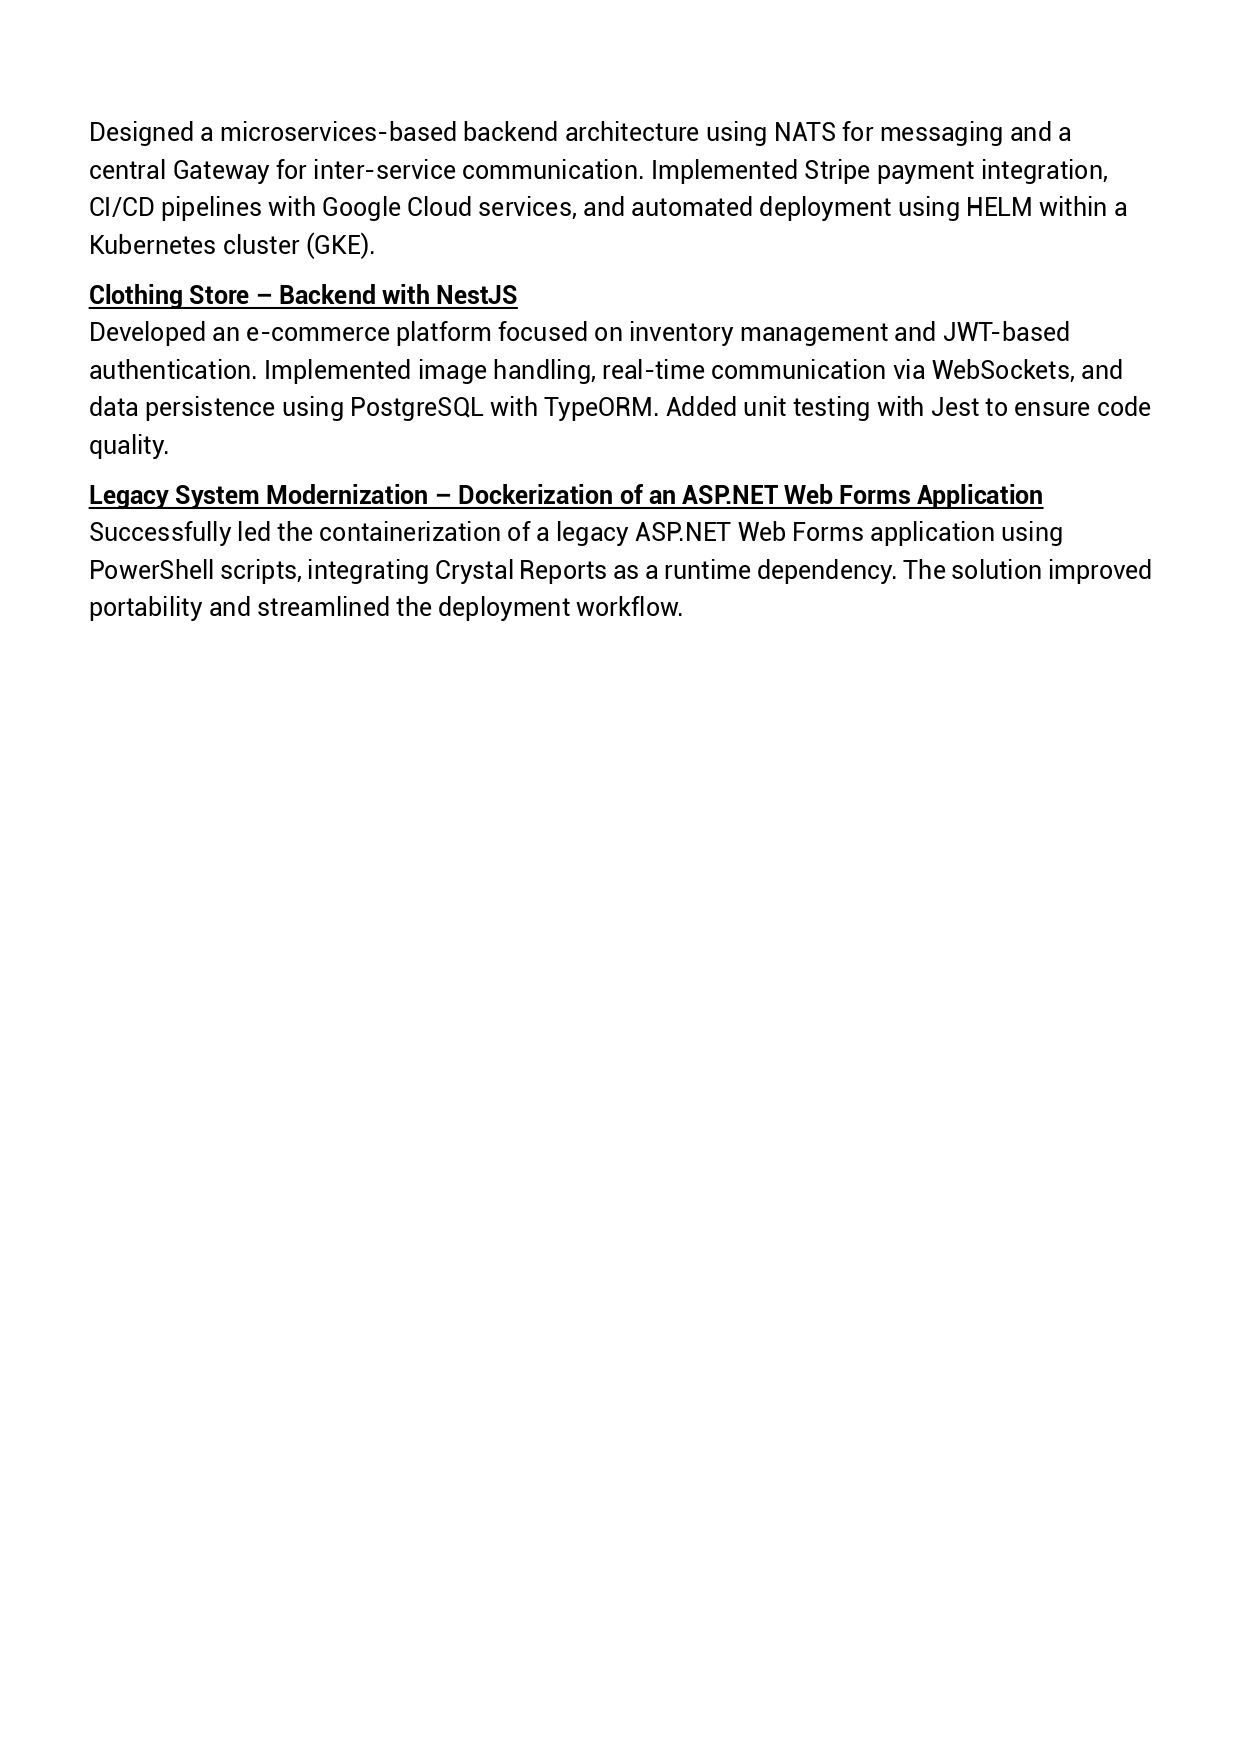 Designed a microservices-based backend architecture using NATS for messaging and a
central Gateway for inter-service communication. Implemented Stripe payment integration,
CI/CD pipelines with Google Cloud services, and automated deployment using HELM within a
Kubernetes cluster (GKE).
Clothing Store – Backend with NestJS
Developed an e-commerce platform focused on inventory management and JWT-based
authentication. Implemented image handling, real-time communication via WebSockets, and
data persistence using PostgreSQL with TypeORM. Added unit testing with Jest to ensure code
quality.
Legacy System Modernization – Dockerization of an ASP.NET Web Forms Application
Successfully led the containerization of a legacy ASP.NET Web Forms application using
PowerShell scripts, integrating Crystal Reports as a runtime dependency. The solution improved
portability and streamlined the deployment workflow.